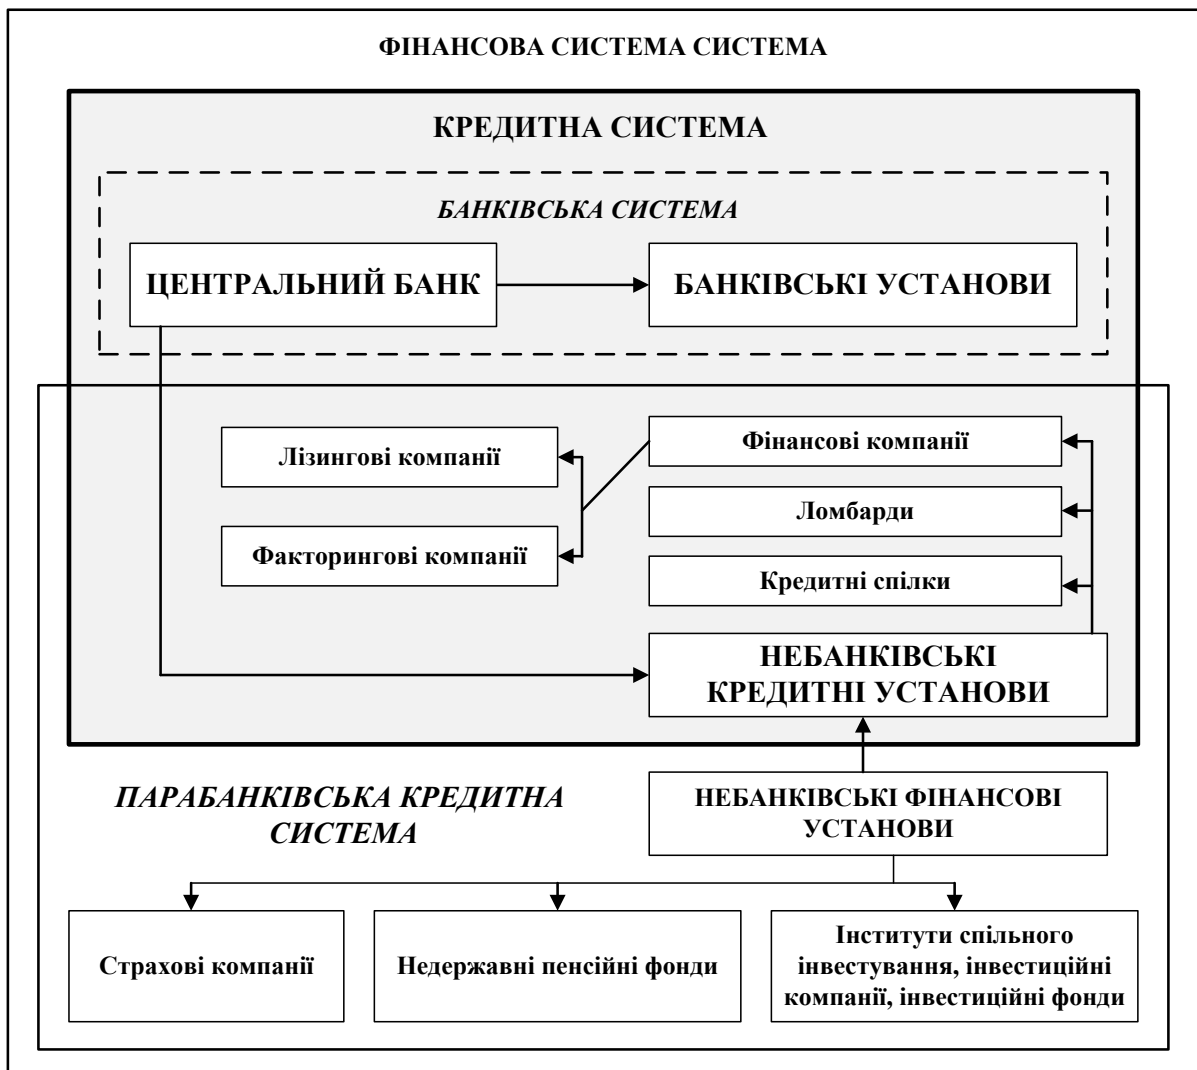 ФІНАНСОВА СИСТЕМА СИСТЕМА
КРЕДИТНА СИСТЕМА
БАНКІВСЬКА СИСТЕМА
ЦЕНТРАЛЬНИЙ БАНК
БАНКІВСЬКІ УСТАНОВИ
Лізингові компанії
Фінансові компанії
Ломбарди
Факторингові компанії
Кредитні спілки
НЕБАНКІВСЬКІ
КРЕДИТНІ УСТАНОВИ
ПАРАБАНКІВСЬКА КРЕДИТНА
СИСТЕМА
НЕБАНКІВСЬКІ ФІНАНСОВІ
УСТАНОВИ
Страхові компанії
Недержавні пенсійні фонди
Інститути спільного
інвестування, інвестиційні
компанії, інвестиційні фонди